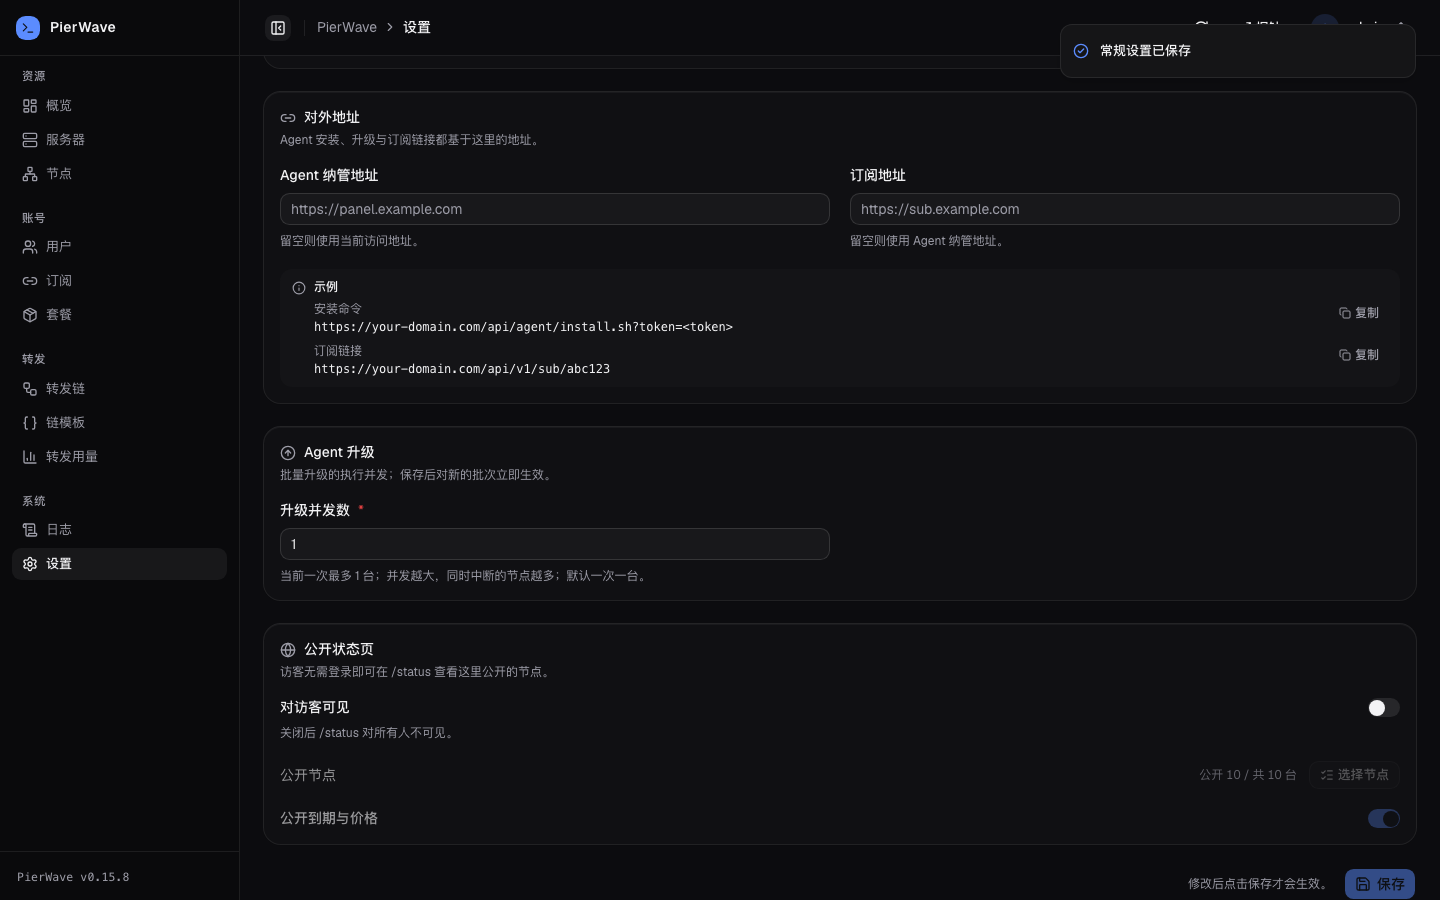 PierWave
PierWave > 设置
常规设置已保存
资源
概览
服务器
节点
账号
用户
订阅
套餐
转发
转发链
链模板
转发用量
系统
日志
设置
PierWave v0.15.8
对外地址
Agent 安装、升级与订阅链接都基于这里的地址。
Agent 纳管地址
https://panel.example.com
留空则使用当前访问地址。
订阅地址
https://sub.example.com
留空则使用 Agent 纳管地址。
示例
安装命令
https://your-domain.com/api/agent/install.sh?token=<token>
复制
订阅链接
https://your-domain.com/api/v1/sub/abc123
复制
Agent 升级
批量升级的执行并发；保存后对新的批次立即生效。
升级并发数 *
1
当前一次最多 1 台；并发越大，同时中断的节点越多；默认一次一台。
公开状态页
访客无需登录即可在 /status 查看这里公开的节点。
对访客可见
关闭后 /status 对所有人不可见。
公开节点
公开 10 / 共 10 台
选择节点
公开到期与价格
修改后点击保存才会生效。
保存